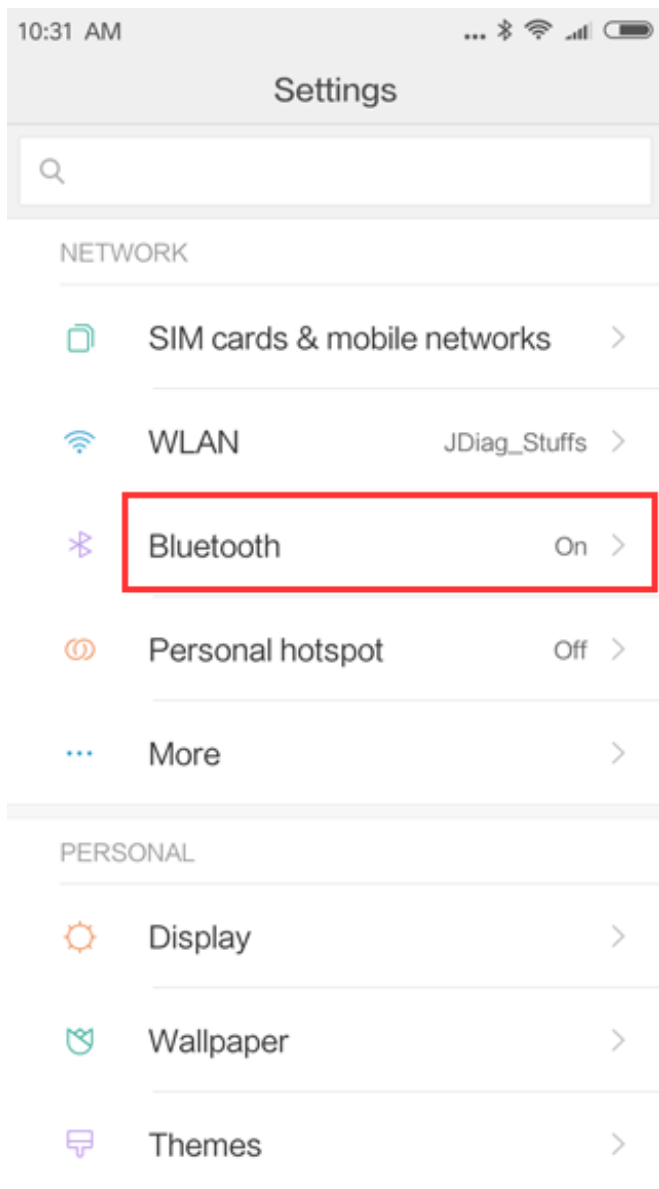 10:31 AM
Settings
NETWORK
SIM cards & mobile networks
WLAN JDiag_Stuffs
Bluetooth On
Personal hotspot Off
More
PERSONAL
Display
Wallpaper
Themes